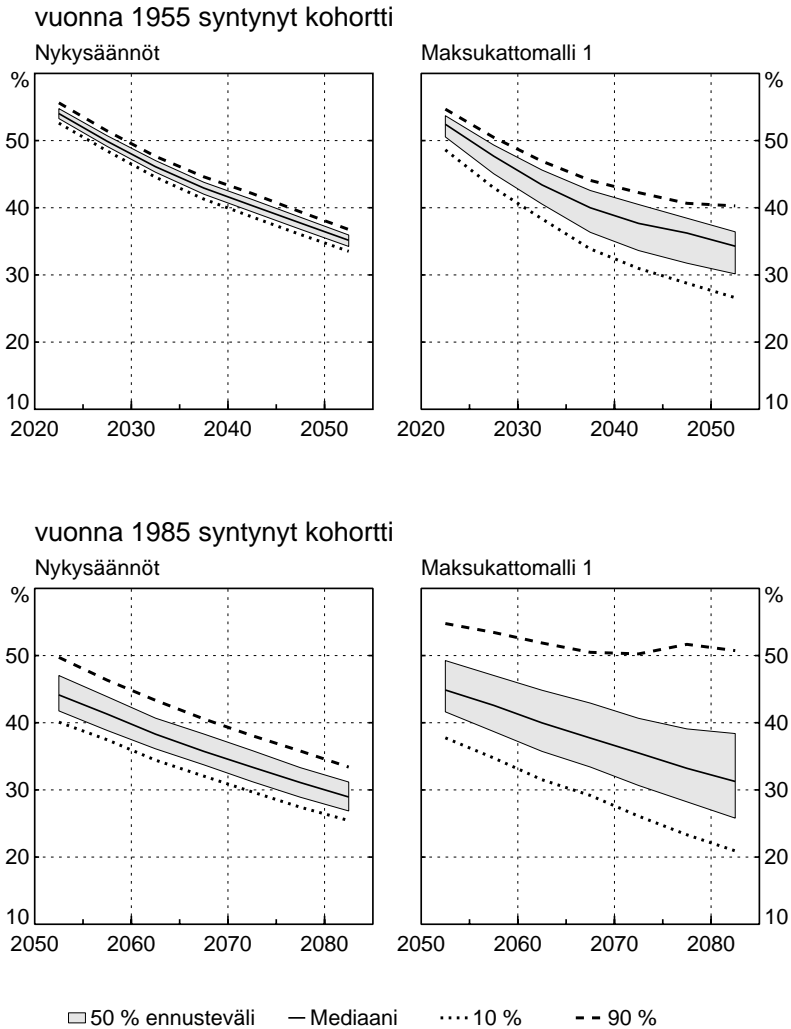 vuonna 1955 syntynyt kohortti
Nykysäännöt
Maksukattomalli 1
%
50
40
30
20
10
2020 2030 2040 2050
%
50
40
30
20
10
2020 2030 2040 2050
vuonna 1985 syntynyt kohortti
Nykysäännöt
Maksukattomalli 1
%
50
40
30
20
10
2050 2060 2070 2080
%
50
40
30
20
10
2050 2060 2070 2080
50 % ennusteväli Mediaani 10 % 90 %